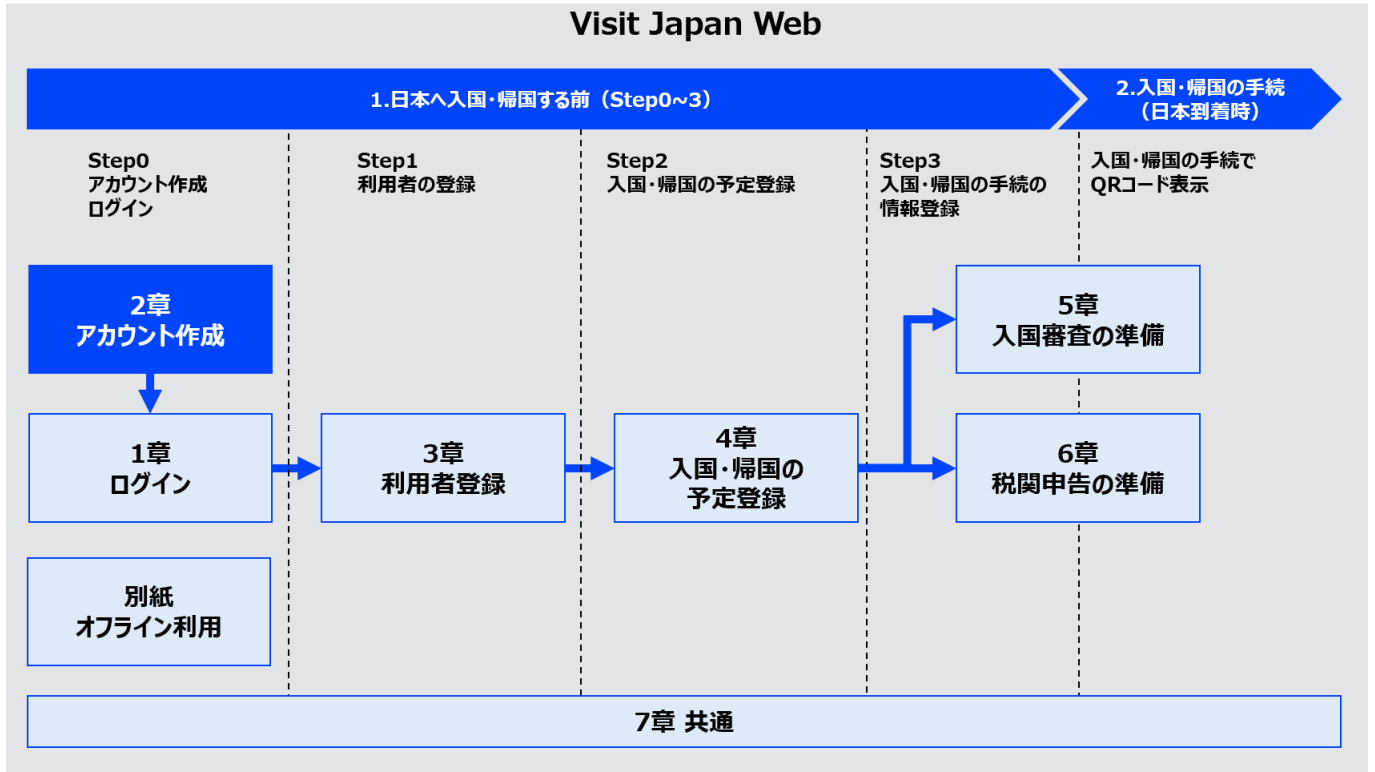 Visit Japan Web
1.日本へ入国・帰国する前（Step0~3）
2.入国・帰国の手続
（日本到着時）
Step0
アカウント作成
ログイン
Step1
利用者の登録
Step2
入国・帰国の予定登録
Step3
入国・帰国の手続の
情報登録
入国・帰国の手続で
QRコード表示
2章
アカウント作成
5章
入国審査の準備
1章
ログイン
3章
利用者登録
4章
入国・帰国の
予定登録
6章
税関申告の準備
別紙
オフライン利用
7章 共通